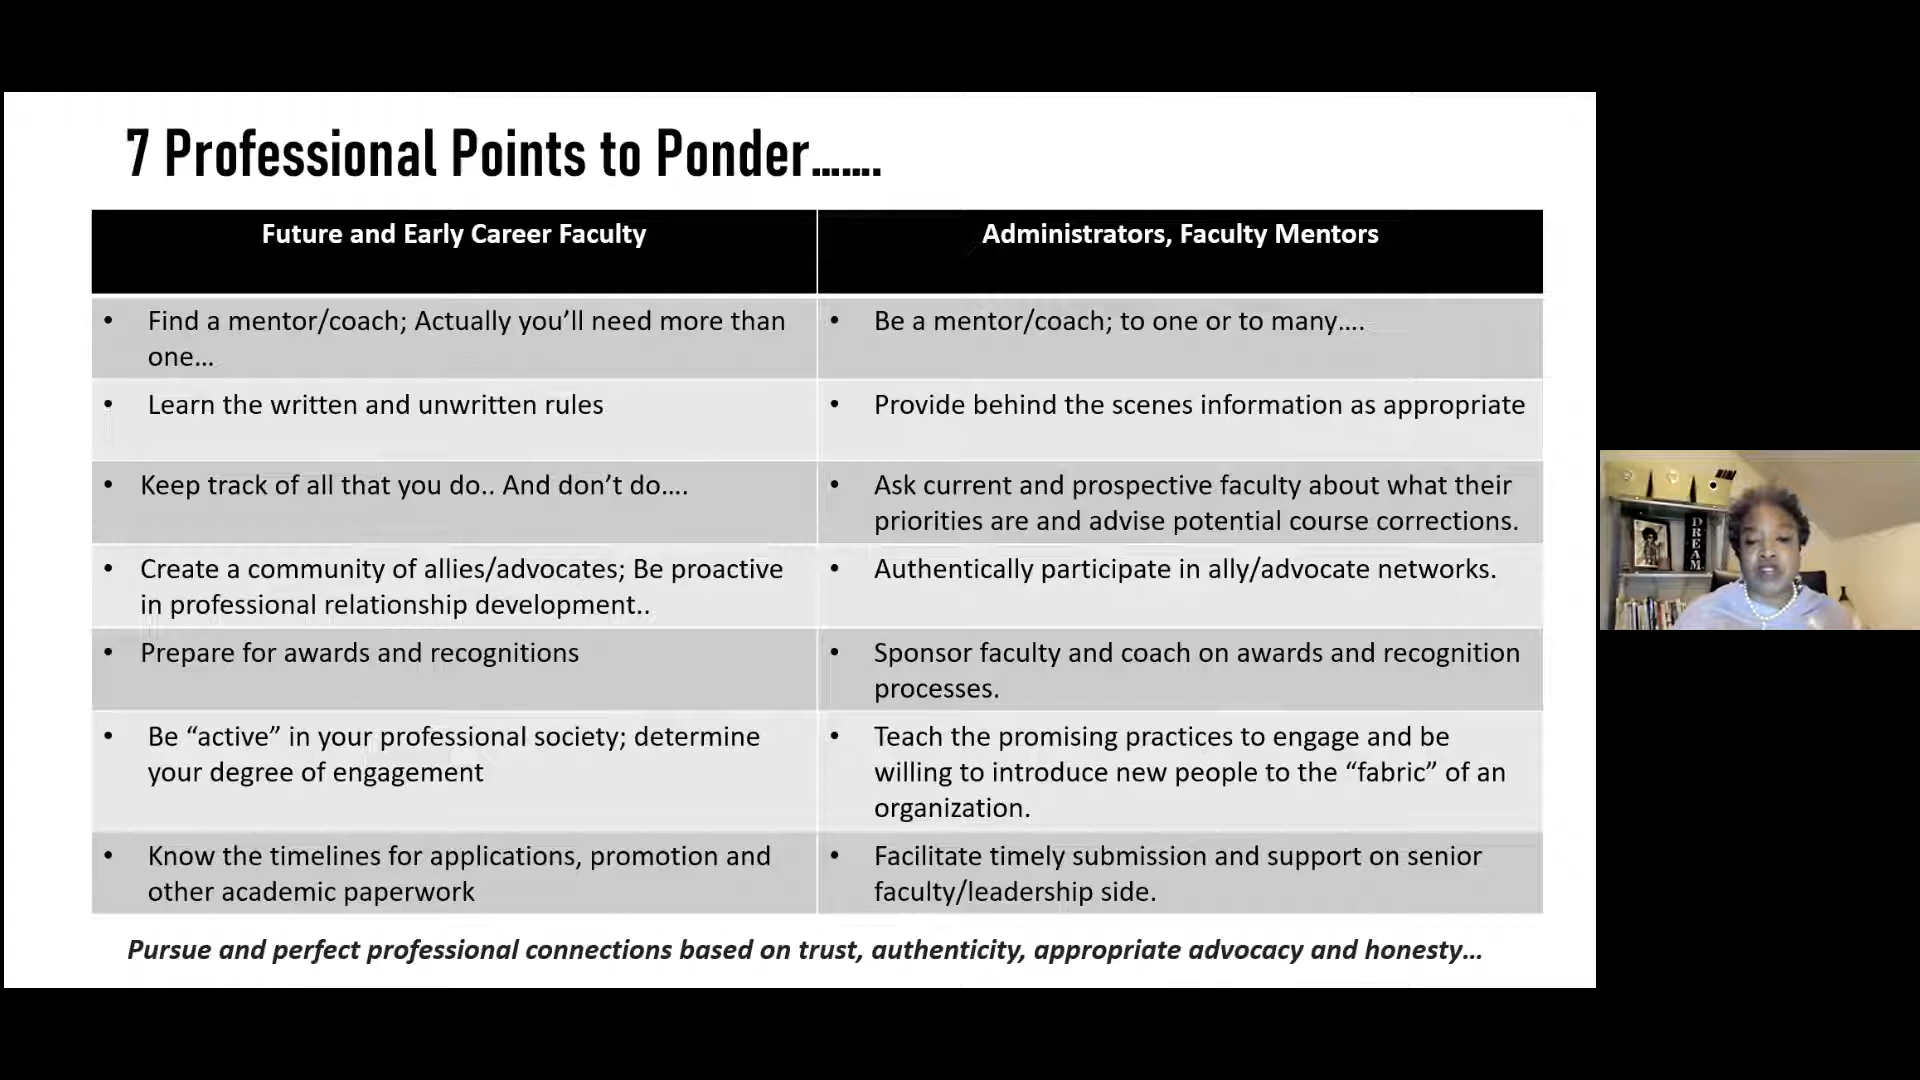 7 Professional Points to Ponder.......
Future and Early Career Faculty
Administrators, Faculty Mentors
• Find a mentor/coach; Actually you’ll need more than
one...
• Be a mentor/coach; to one or to many....
• Learn the written and unwritten rules
• Provide behind the scenes information as appropriate
• Keep track of all that you do.. And don’t do....
• Ask current and prospective faculty about what their
priorities are and advise potential course corrections.
• Create a community of allies/advocates; Be proactive
in professional relationship development..
• Authentically participate in ally/advocate networks.
• Prepare for awards and recognitions
• Sponsor faculty and coach on awards and recognition
processes.
• Be “active” in your professional society; determine
your degree of engagement
• Teach the promising practices to engage and be
willing to introduce new people to the “fabric” of an
organization.
• Know the timelines for applications, promotion and
other academic paperwork
• Facilitate timely submission and support on senior
faculty/leadership side.
Pursue and perfect professional connections based on trust, authenticity, appropriate advocacy and honesty...
DREAM